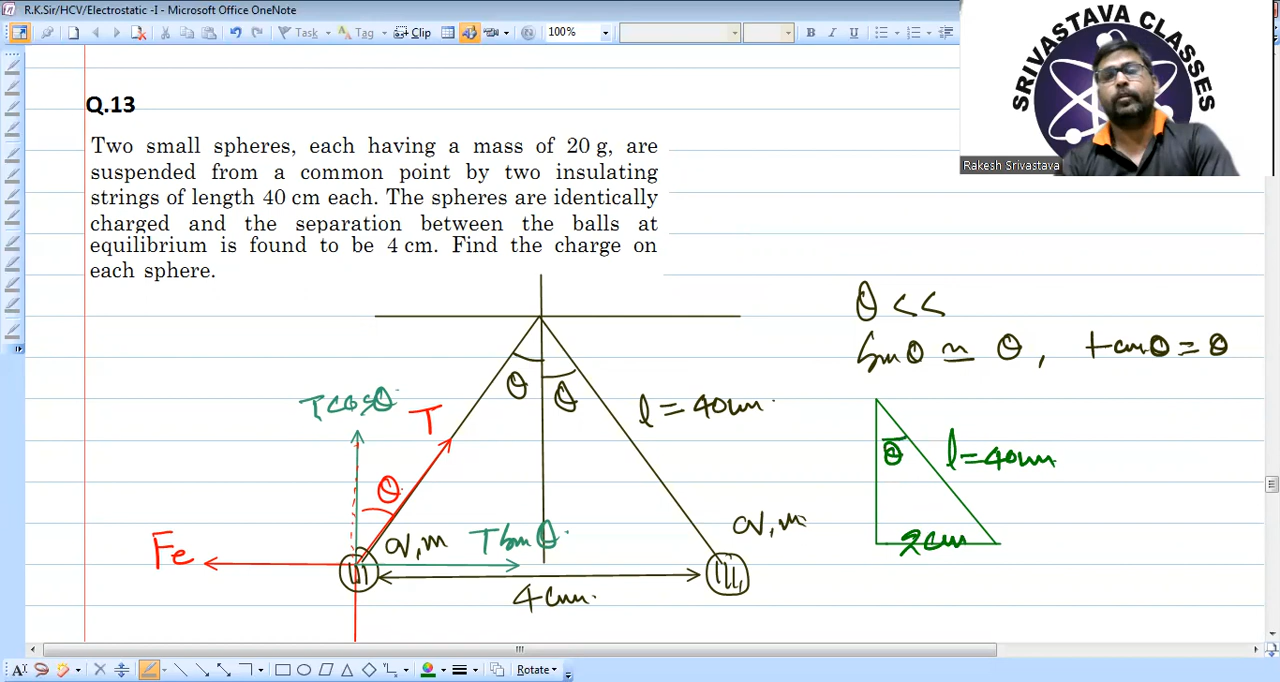 R.K.Sir/HCV/Electrostatic -I - Microsoft Office OneNote
Task
Tag
Clip
100%
B I U
SRIVASTAVA CLASSES
Rakesh Srivastava
Q.13
Two small spheres, each having a mass of 20 g, are
suspended from a common point by two insulating
strings of length 40 cm each. The spheres are identically
charged and the separation between the balls at
equilibrium is found to be 4 cm. Find the charge on
each sphere.
θ <<
Sinθ ≃ θ, tanθ = θ
θ θ
l = 40cm.
Tcosθ
T
θ
θ
l = 40cm
2cm
Fe
q, m
Tsinθ
q, m
4cm.
Rotate